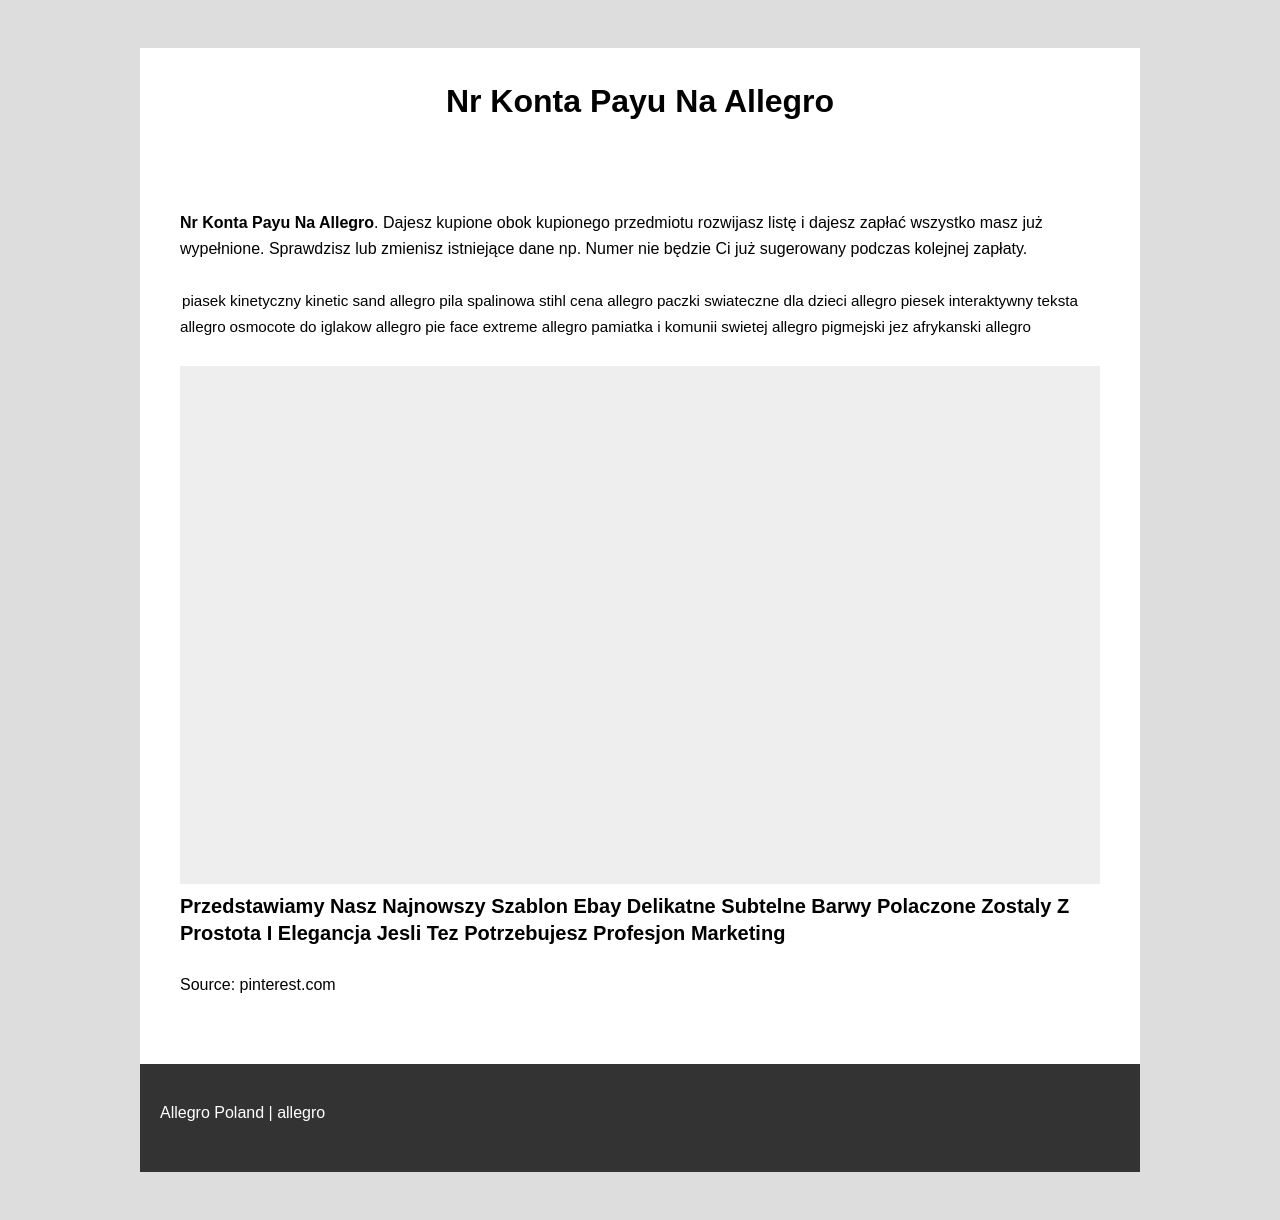 Nr Konta Payu Na Allegro
Nr Konta Payu Na Allegro. Dajesz kupione obok kupionego przedmiotu rozwijasz listę i dajesz zapłać wszystko masz już
wypełnione. Sprawdzisz lub zmienisz istniejące dane np. Numer nie będzie Ci już sugerowany podczas kolejnej zapłaty.
piasek kinetyczny kinetic sand allegro pila spalinowa stihl cena allegro paczki swiateczne dla dzieci allegro piesek interaktywny teksta
allegro osmocote do iglakow allegro pie face extreme allegro pamiatka i komunii swietej allegro pigmejski jez afrykanski allegro
Przedstawiamy Nasz Najnowszy Szablon Ebay Delikatne Subtelne Barwy Polaczone Zostaly Z
Prostota I Elegancja Jesli Tez Potrzebujesz Profesjon Marketing
Source: pinterest.com
Allegro Poland | allegro